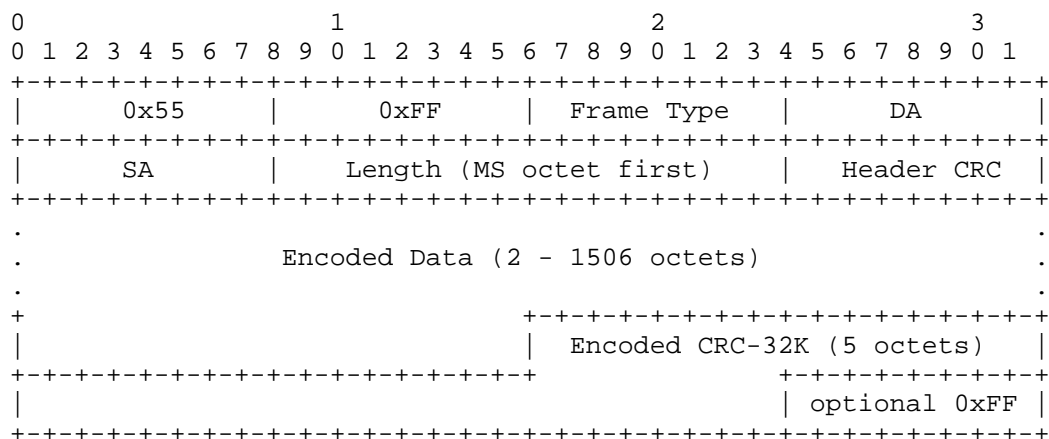 0                   1                   2                   3
0 1 2 3 4 5 6 7 8 9 0 1 2 3 4 5 6 7 8 9 0 1 2 3 4 5 6 7 8 9 0 1
+-+-+-+-+-+-+-+-+-+-+-+-+-+-+-+-+-+-+-+-+-+-+-+-+-+-+-+-+-+-+-+-+
|      0x55     |      0xFF     |  Frame Type   |      DA       |
+-+-+-+-+-+-+-+-+-+-+-+-+-+-+-+-+-+-+-+-+-+-+-+-+-+-+-+-+-+-+-+-+
|      SA       |    Length (MS octet first)    |   Header CRC  |
+-+-+-+-+-+-+-+-+-+-+-+-+-+-+-+-+-+-+-+-+-+-+-+-+-+-+-+-+-+-+-+-+
.                                                               .
.                Encoded Data (2 - 1506 octets)                 .
.                                                               .
+                               +-+-+-+-+-+-+-+-+-+-+-+-+-+-+-+-+
|                               |  Encoded CRC-32K (5 octets)   |
+-+-+-+-+-+-+-+-+-+-+-+-+-+-+-+-+               +-+-+-+-+-+-+-+-+
|                                               | optional 0xFF |
+-+-+-+-+-+-+-+-+-+-+-+-+-+-+-+-+-+-+-+-+-+-+-+-+-+-+-+-+-+-+-+-+